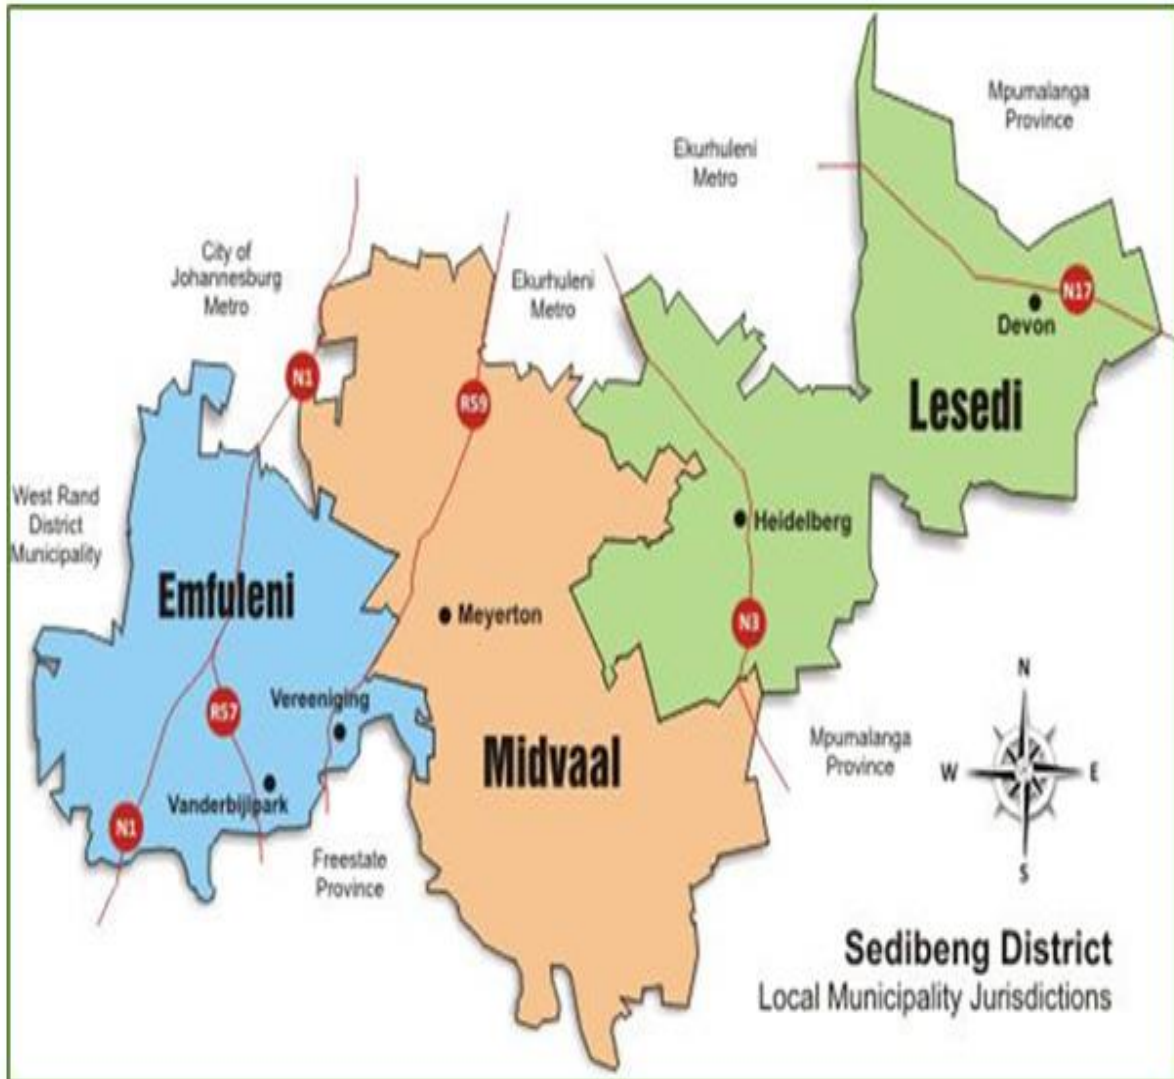 Mpumalanga
Province
Ekurhuleni
Metro
City of
Johannesburg
Metro
Ekurhuleni
Metro
N17
Devon
N1
R59
Lesedi
West Rand
District
Municipality
Heidelberg
Emfuleni
Meyerton
N3
Vereeniging
R57
Mpumalanga
Province
Midvaal
Vanderbijlpark
N1
Freestate
Province
N
W
E
S
Sedibeng District
Local Municipality Jurisdictions